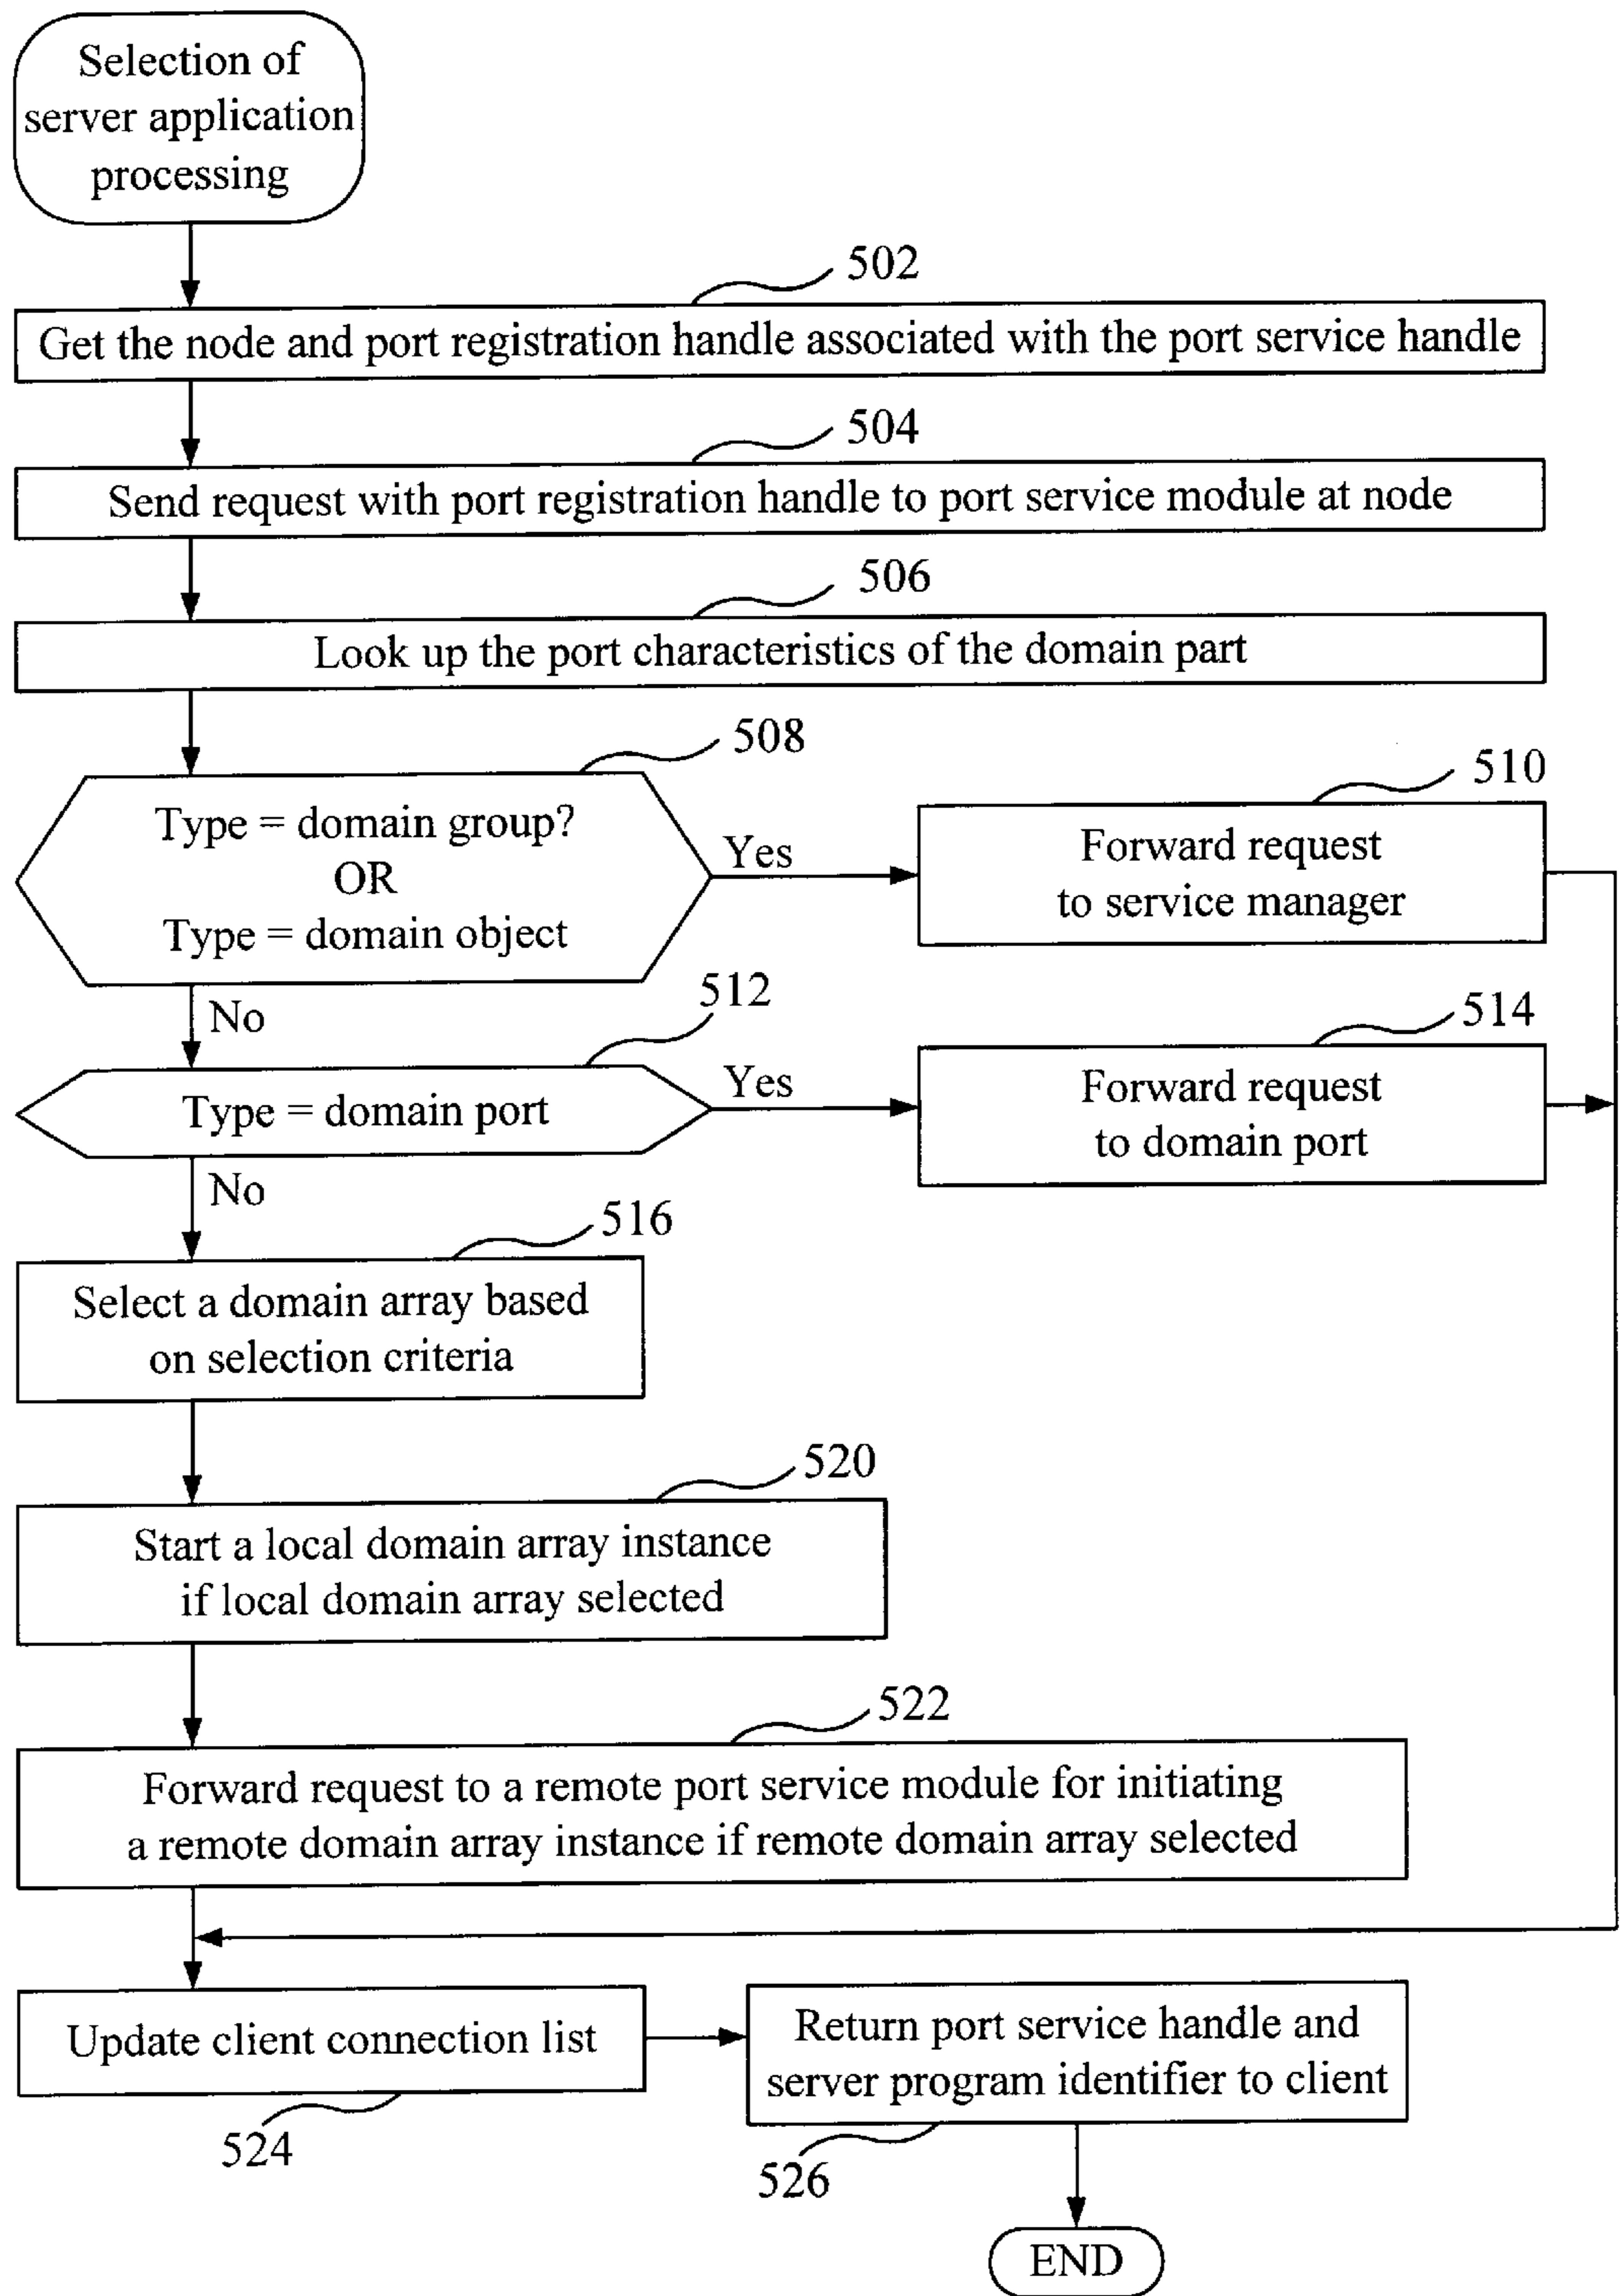 Selection of
server application
processing
502
Get the node and port registration handle associated with the port service handle
504
Send request with port registration handle to port service module at node
506
Look up the port characteristics of the domain part
508
Type = domain group?
OR
Type = domain object
Yes
510
Forward request
to service manager
No
512
Type = domain port
Yes
514
Forward request
to domain port
No
516
Select a domain array based
on selection criteria
520
Start a local domain array instance
if local domain array selected
522
Forward request to a remote port service module for initiating
a remote domain array instance if remote domain array selected
Update client connection list
524
Return port service handle and
server program identifier to client
526
END